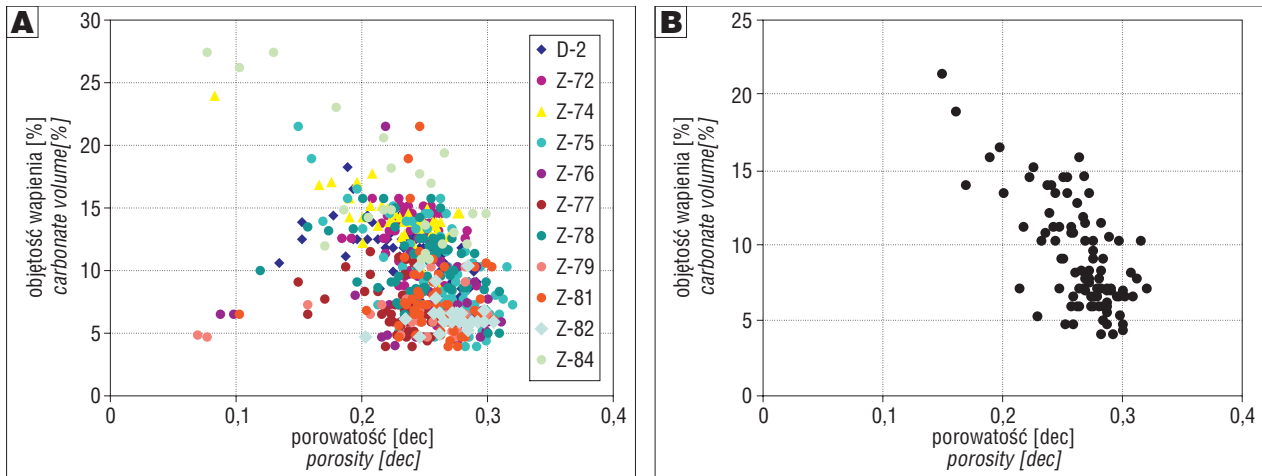 A
30
25
20
15
10
5
0
0
0,1
0,2
0,3
0,4
objętość wapienia [%]
carbonate volume[%]
porowatość [dec]
porosity [dec]
D-2
Z-72
Z-74
Z-75
Z-76
Z-77
Z-78
Z-79
Z-81
Z-82
Z-84
B
25
20
15
10
5
0
0
0,1
0,2
0,3
0,4
objętość wapienia [%]
carbonate volume[%]
porowatość [dec]
porosity [dec]